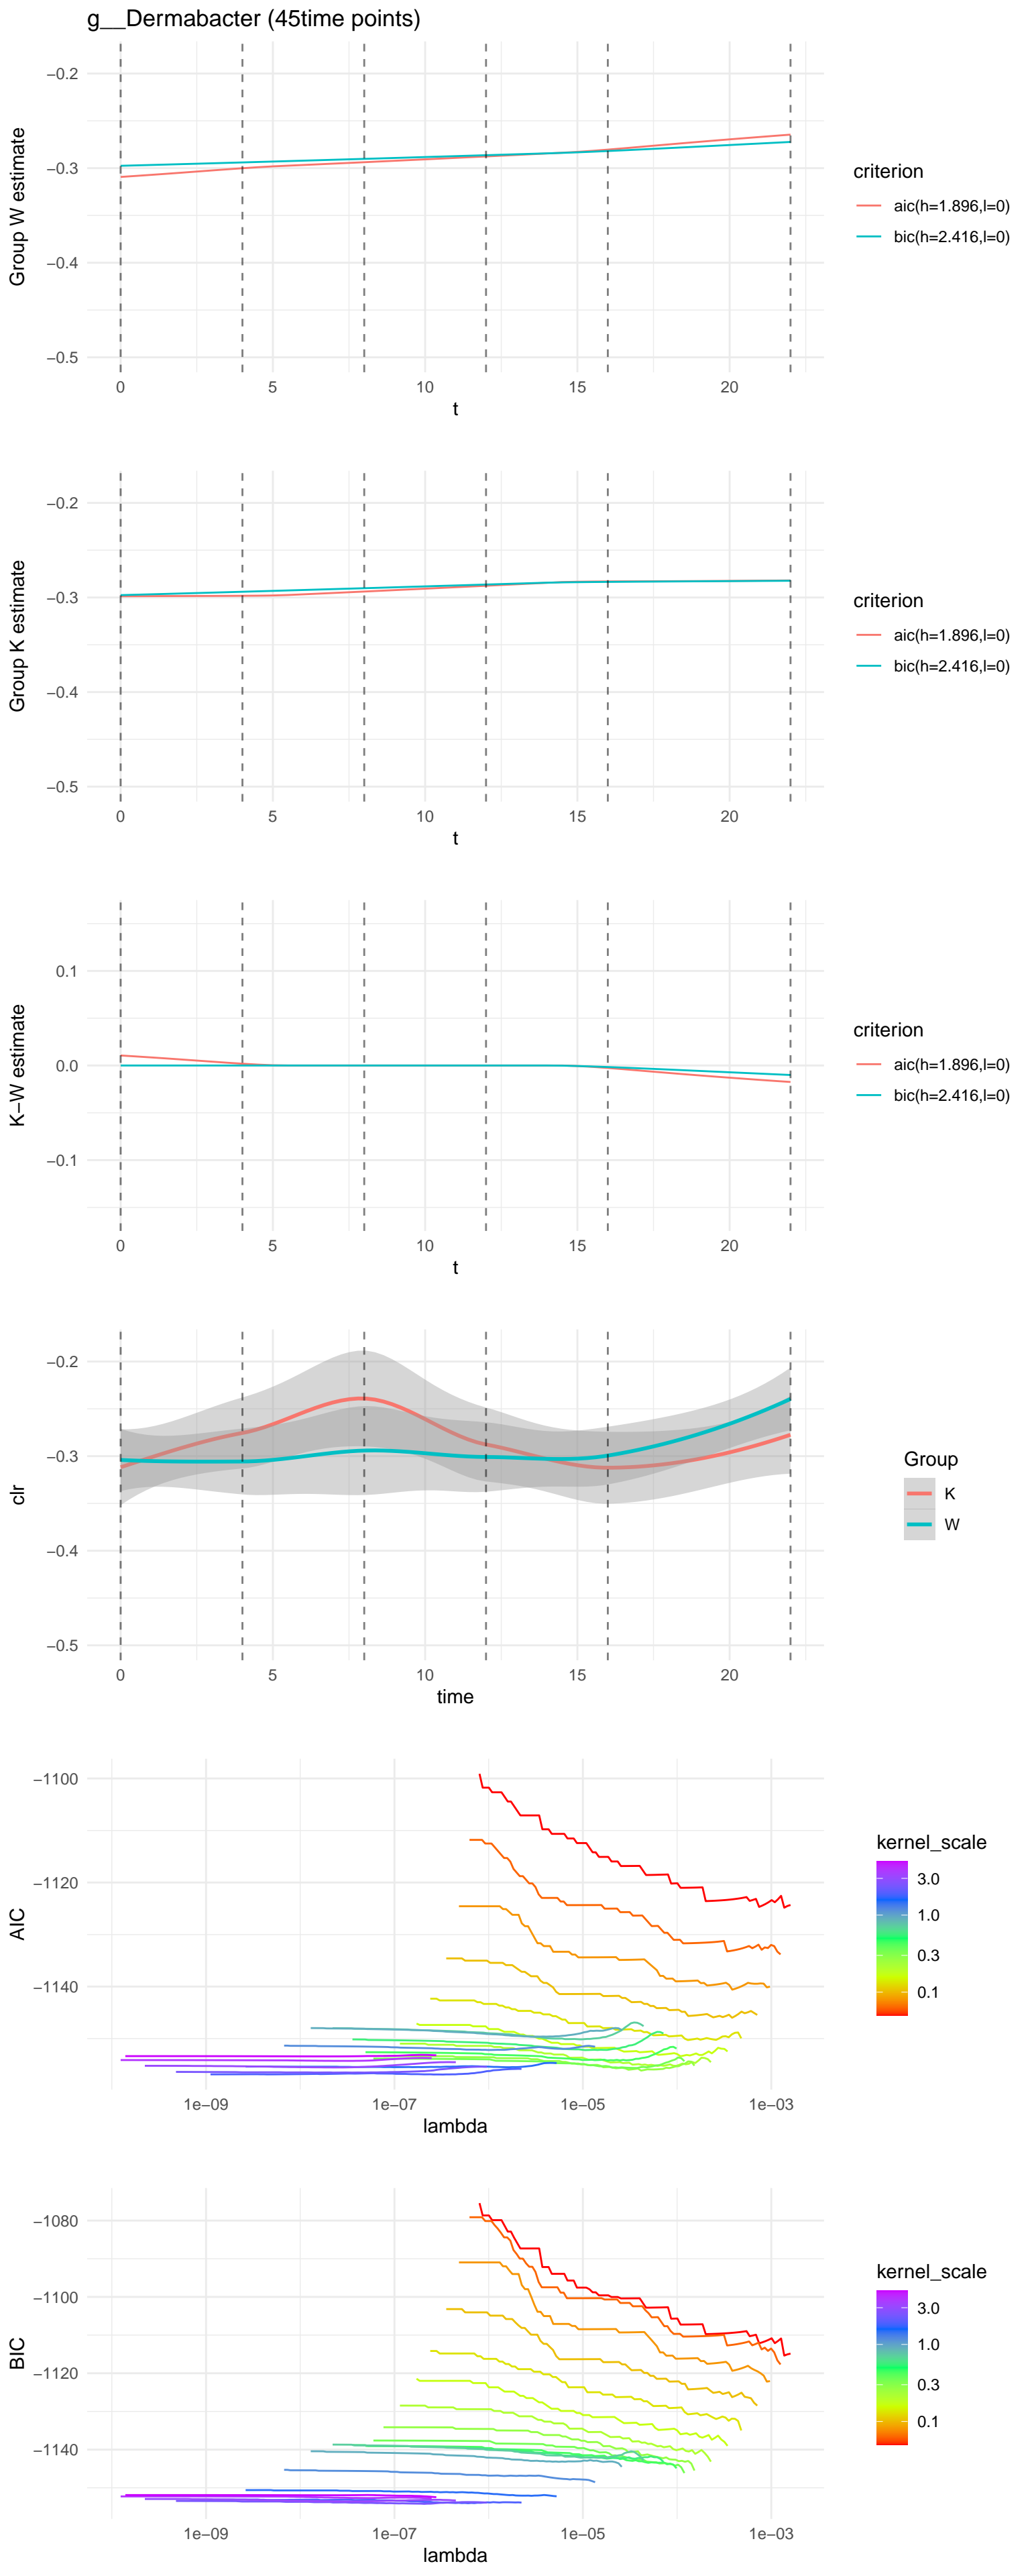 g__Dermabacter (45time points)
Group W estimate
−0.2
−0.3
−0.4
−0.5
0 5 10 15 20
t
criterion
aic(h=1.896,l=0)
bic(h=2.416,l=0)
Group K estimate
−0.2
−0.3
−0.4
−0.5
0 5 10 15 20
t
criterion
aic(h=1.896,l=0)
bic(h=2.416,l=0)
K−W estimate
0.1
0.0
−0.1
0 5 10 15 20
t
criterion
aic(h=1.896,l=0)
bic(h=2.416,l=0)
clr
−0.2
−0.3
−0.4
−0.5
0 5 10 15 20
time
Group
K
W
AIC
−1100
−1120
−1140
1e−09 1e−07 1e−05 1e−03
lambda
kernel_scale
3.0
1.0
0.3
0.1
BIC
−1080
−1100
−1120
−1140
1e−09 1e−07 1e−05 1e−03
lambda
kernel_scale
3.0
1.0
0.3
0.1